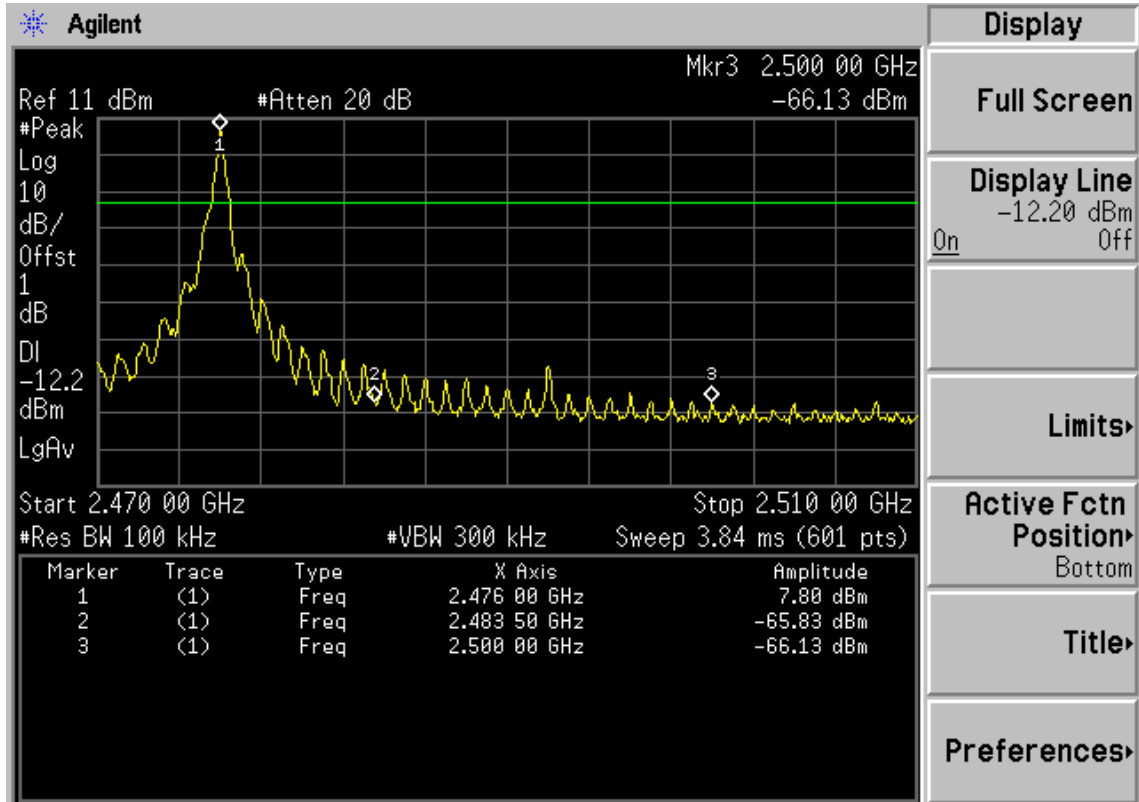 Agilent
Display
Mkr3 2.500 00 GHz
Ref 11 dBm #Atten 20 dB -66.13 dBm
#Peak
Log
10
dB/
Offst
1
dB
DI
-12.2
dBm
LgAv
1
2
3
Start 2.470 00 GHz Stop 2.510 00 GHz
#Res BW 100 kHz #VBW 300 kHz Sweep 3.84 ms (601 pts)
Marker Trace Type X Axis Amplitude
1 (1) Freq 2.476 00 GHz 7.80 dBm
2 (1) Freq 2.483 50 GHz -65.83 dBm
3 (1) Freq 2.500 00 GHz -66.13 dBm
Full Screen
Display Line
-12.20 dBm
On Off
Limits
Active Fctn
Position
Bottom
Title
Preferences